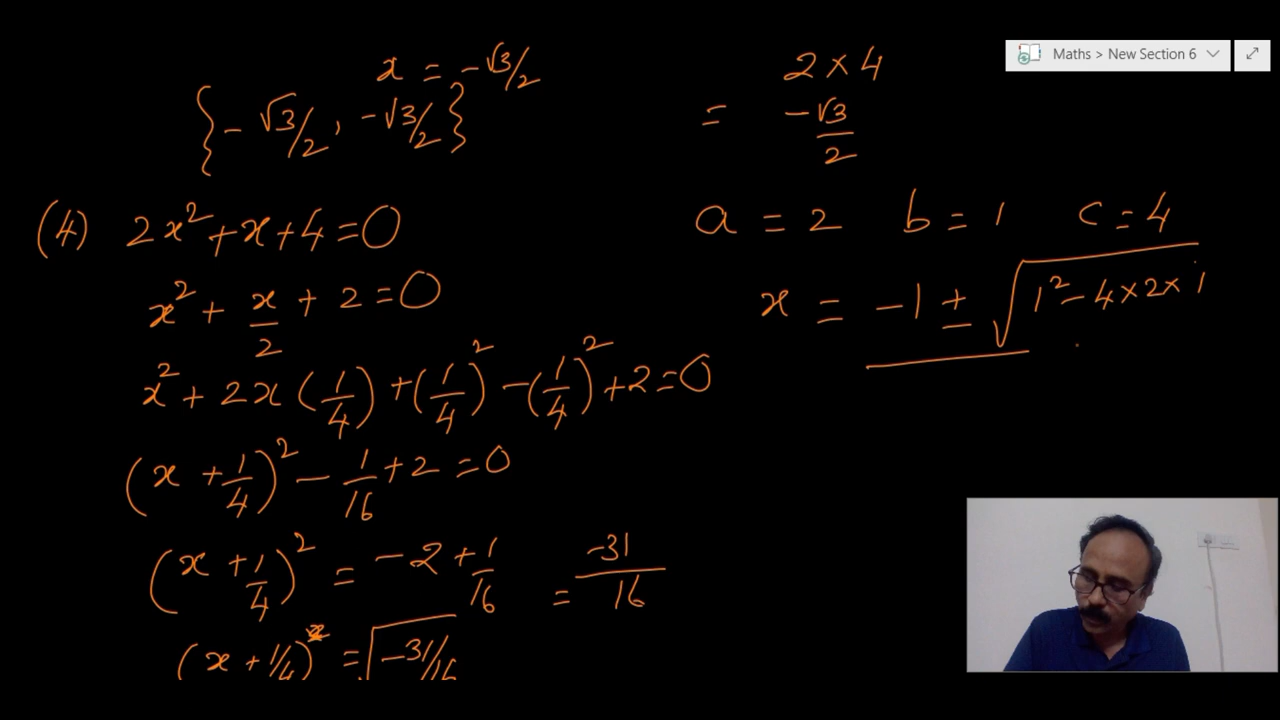 x = -√3/2
{-√3/2, -√3/2}
(4) 2x² + x + 4 = 0
x² + x/2 + 2 = 0
x² + 2x (1/4) + (1/4)² - (1/4)² + 2 = 0
(x + 1/4)² - 1/16 + 2 = 0
(x + 1/4)² = -2 + 1/16 = -31/16
(x + 1/4) = √-31/16
2 × 4
= -√3/2
a = 2 b = 1 c = 4
x = -1 ± √1² - 4 × 2 × 1
Maths > New Section 6